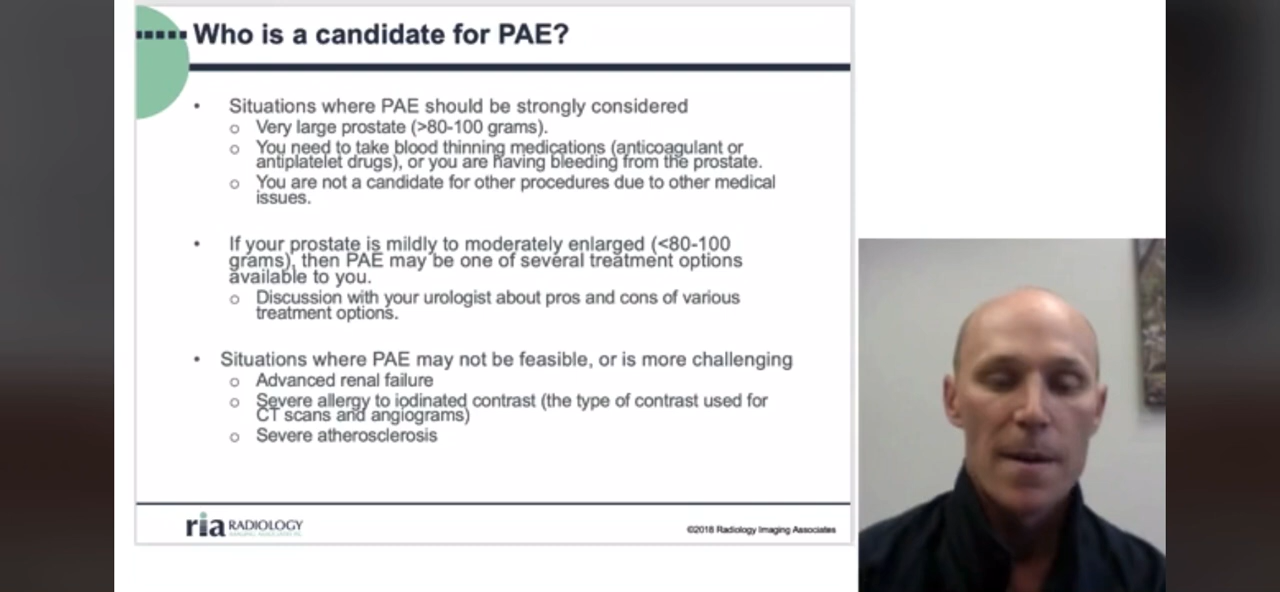 Who is a candidate for PAE?
• Situations where PAE should be strongly considered
o Very large prostate (>80-100 grams).
o You need to take blood thinning medications (anticoagulant or
antiplatelet drugs), or you are having bleeding from the prostate.
o You are not a candidate for other procedures due to other medical
issues.
• If your prostate is mildly to moderately enlarged (<80-100
grams), then PAE may be one of several treatment options
available to you.
o Discussion with your urologist about pros and cons of various
treatment options.
• Situations where PAE may not be feasible, or is more challenging
o Advanced renal failure
o Severe allergy to iodinated contrast (the type of contrast used for
CT scans and angiograms)
o Severe atherosclerosis
ria RADIOLOGY
©2018 Radiology Imaging Associates